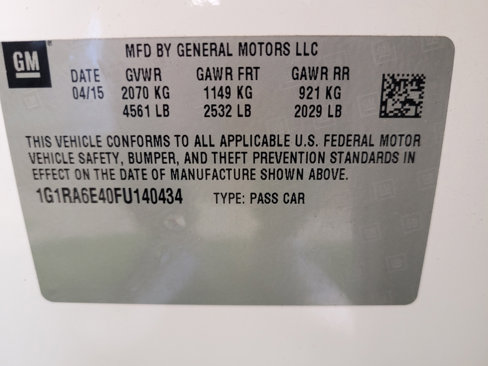 GM
MFD BY GENERAL MOTORS LLC
DATE GVWR GAWR FRT GAWR RR
04/15 2070 KG 1149 KG 921 KG
4561 LB 2532 LB 2029 LB
THIS VEHICLE CONFORMS TO ALL APPLICABLE U.S. FEDERAL MOTOR
VEHICLE SAFETY, BUMPER, AND THEFT PREVENTION STANDARDS IN
EFFECT ON THE DATE OF MANUFACTURE SHOWN ABOVE.
1G1RA6E40FU140434 TYPE: PASS CAR